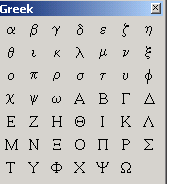 Greek
α β γ δ ε ζ η
θ ι κ λ μ ν ξ
ο π ρ σ τ υ φ
χ ψ ω Α Β Γ Δ
Ε Ζ Η Θ Ι Κ Λ
Μ Ν Ξ Ο Π Ρ Σ
Τ Υ Φ Χ Ψ Ω